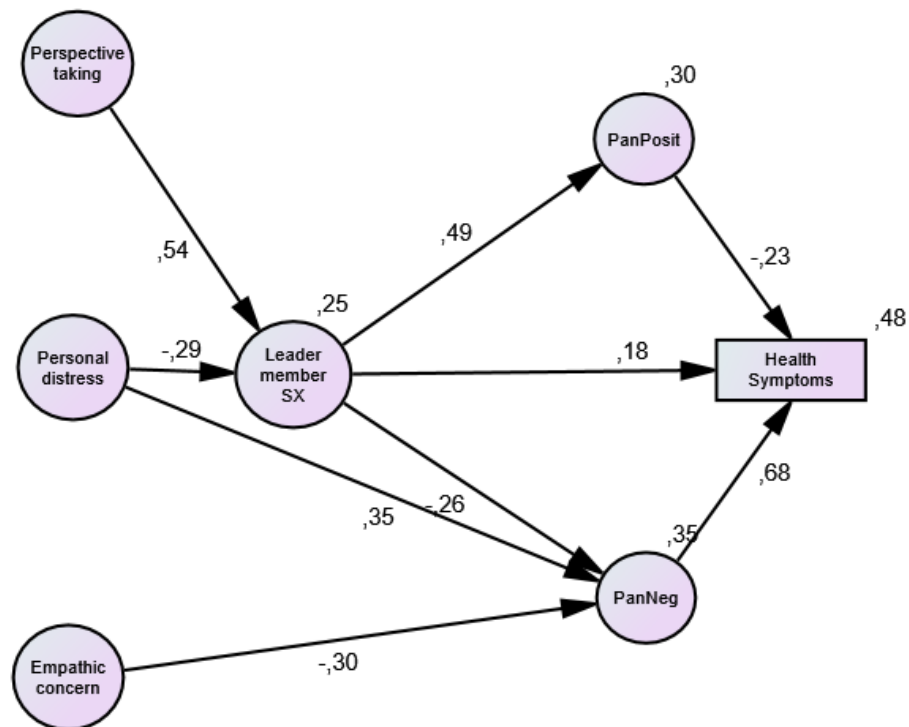 Perspective
taking
,30
PanPosit
,54
,49
-,23
,25
,48
Personal
distress
-,29
Leader
member
SX
,18
Health
Symptoms
,35
-,26
,68
,35
PanNeg
Empathic
concern
-,30